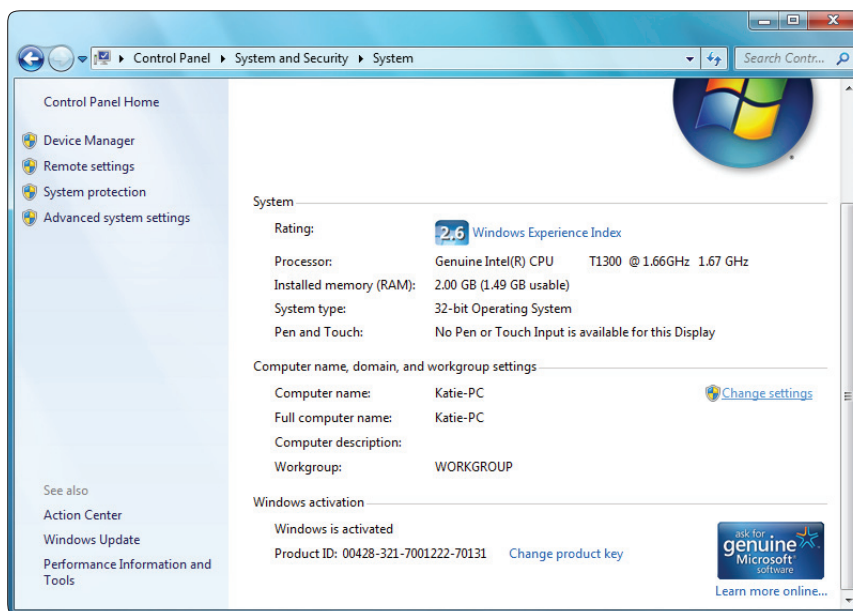 Control Panel ▸ System and Security ▸ System
Search Contr...
Control Panel Home
Device Manager
Remote settings
System protection
Advanced system settings
System
Rating: 2,6 Windows Experience Index
Processor: Genuine Intel(R) CPU T1300 @ 1.66GHz 1.67 GHz
Installed memory (RAM): 2.00 GB (1.49 GB usable)
System type: 32-bit Operating System
Pen and Touch: No Pen or Touch Input is available for this Display
Computer name, domain, and workgroup settings
Computer name: Katie-PC
Change settings
Full computer name: Katie-PC
Computer description:
Workgroup: WORKGROUP
Windows activation
Windows is activated
Product ID: 00428-321-7001222-70131 Change product key
ask for
genuine
Microsoft
software
Learn more online...
See also
Action Center
Windows Update
Performance Information and
Tools